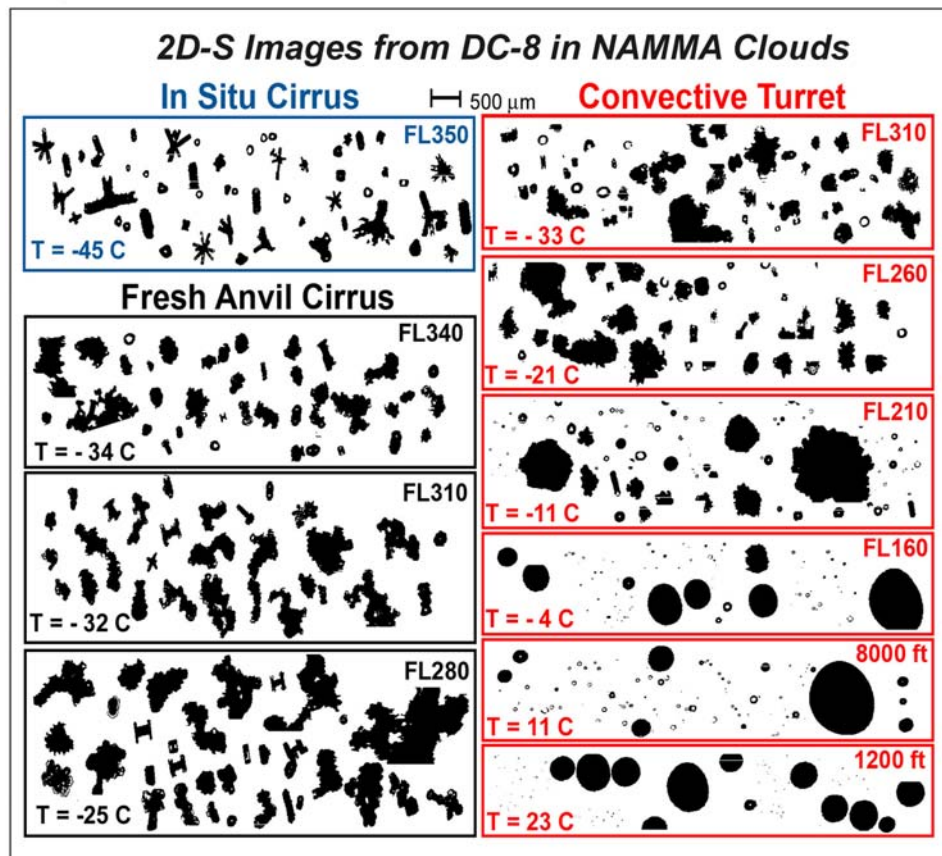 2D-S Images from DC-8 in NAMMA Clouds
In Situ Cirrus
500 μm
Convective Turret
FL350
T = -45 C
Fresh Anvil Cirrus
FL340
T = - 34 C
FL310
T = - 32 C
FL280
T = -25 C
FL310
T = - 33 C
FL260
T = -21 C
FL210
T = -11 C
FL160
T = - 4 C
8000 ft
T = 11 C
1200 ft
T = 23 C